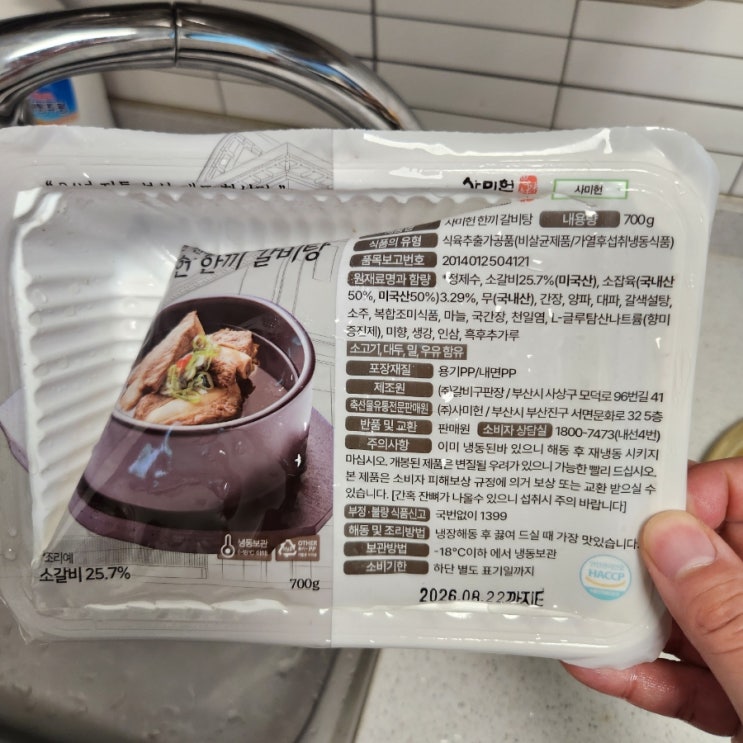 사미헌
사미헌
사미헌 한끼 갈비탕 내용량 700g
식품의 유형 식육추출가공품(비살균제품/가열후섭취냉동식품)
품목보고번호 2014012504121
원재료명과 함량 정제수, 소갈비25.7%(미국산), 소잡육(국내산
50%, 미국산50%)3.29%, 무(국내산), 간장, 양파, 대파, 갈색설탕,
소주, 복합조미식품, 마늘, 국간장, 천일염, L-글루탐산나트륨(향미
증진제), 미향, 생강, 인삼, 흑후추가루
소고기, 대두, 밀, 우유 함유
포장재질 용기PP/내면PP
제조원 (주)갈비구판장 / 부산시 사상구 모덕로 96번길 41
축산물유통전문판매원 (주)사미헌 / 부산시 부산진구 서면문화로 32 5층
반품 및 교환 판매원 소비자 상담실 1800-7473(내선4번)
주의사항 이미 냉동된바 있으니 해동 후 재냉동 시키지
마십시오. 개봉된 제품은 변질될 우려가 있으니 가능한 빨리 드십시오.
본 제품은 소비자 피해보상 규정에 의거 보상 또는 교환 받으실 수
있습니다. [간혹 잔뼈가 나올수 있으니 섭취시 주의 바랍니다]
부정·불량 식품신고 국번없이 1399
해동 및 조리방법 냉장해동 후 끓여 드실 때 가장 맛있습니다.
보관방법 -18°C이하 에서 냉동보관
소비기한 하단 별도 표기일까지
2026.08.22까지
HACCP
헌 한끼 갈비탕
냉동보관
OTHER
PP
*조리예
소갈비 25.7%
700g